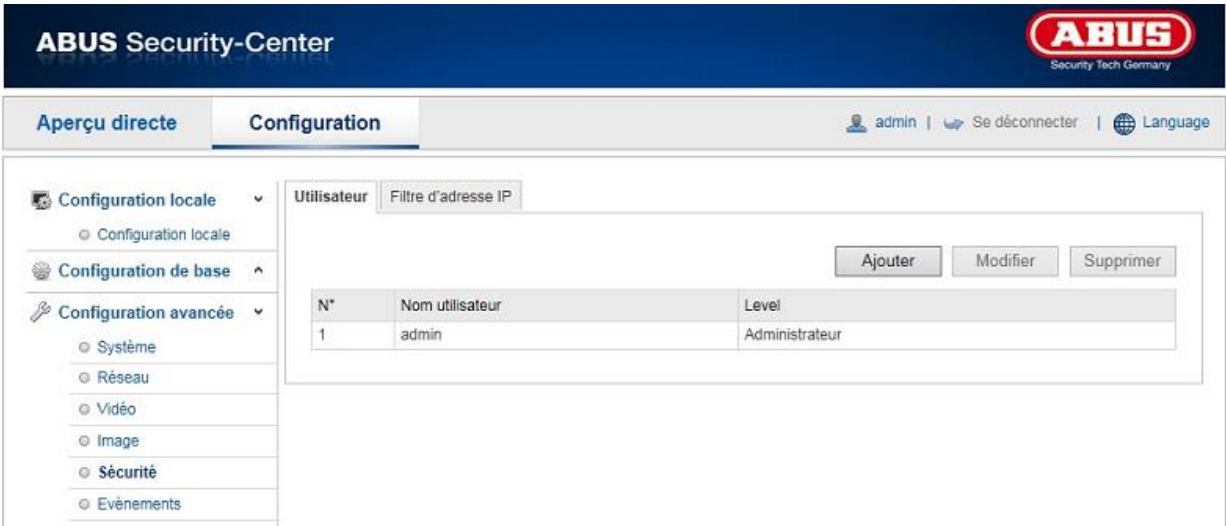 ABUS Security-Center
ABUS
Security Tech Germany
Aperçu directe
Configuration
admin | Se déconnecter | Language
Configuration locale
Configuration locale
Configuration de base
Configuration avancée
Système
Réseau
Vidéo
Image
Sécurité
Evènements
Utilisateur
Filtre d'adresse IP
Ajouter
Modifier
Supprimer
N° Nom utilisateur Level
1 admin Administrateur